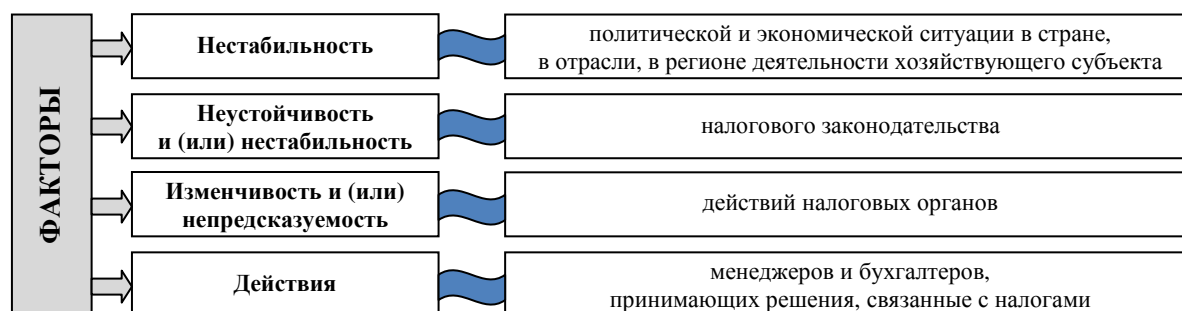 ФАКТОРЫ
Нестабильность
политической и экономической ситуации в стране,
в отрасли, в регионе деятельности хозяйствующего субъекта
Неустойчивость
и (или) нестабильность
налогового законодательства
Изменчивость и (или)
непредсказуемость
действий налоговых органов
Действия
менеджеров и бухгалтеров,
принимающих решения, связанные с налогами